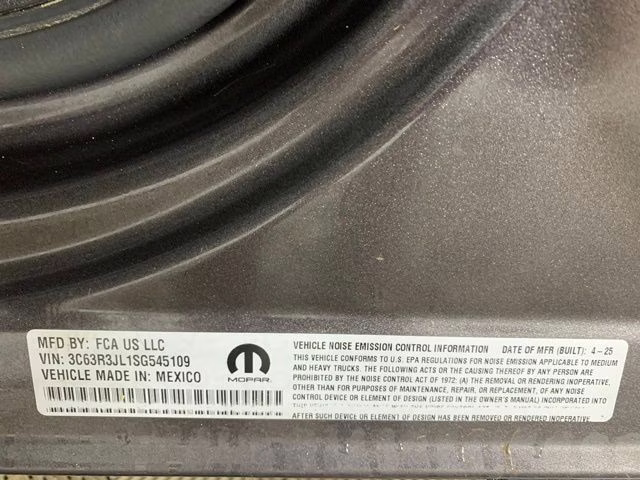 MFD BY: FCA US LLC
VIN: 3C63R3JL1SG545109
VEHICLE MADE IN: MEXICO
MOPAR
VEHICLE NOISE EMISSION CONTROL INFORMATION DATE OF MFR (BUILT): 4-25
THIS VEHICLE CONFORMS TO U.S. EPA REGULATIONS FOR NOISE EMISSION APPLICABLE TO MEDIUM
AND HEAVY TRUCKS. THE FOLLOWING ACTS OR THE CAUSING THEREOF BY ANY PERSON ARE
PROHIBITED BY THE NOISE CONTROL ACT OF 1972: (A) THE REMOVAL OR RENDERING INOPERATIVE,
OTHER THAN FOR PURPOSES OF MAINTENANCE, REPAIR, OR REPLACEMENT, OF ANY NOISE
CONTROL DEVICE OR ELEMENT OF DESIGN (LISTED IN THE OWNER'S MANUAL) INCORPORATED INTO
AFTER SUCH DEVICE OR ELEMENT OF DESIGN HAS BEEN REMOVED OR RENDERED INOPERATIVE